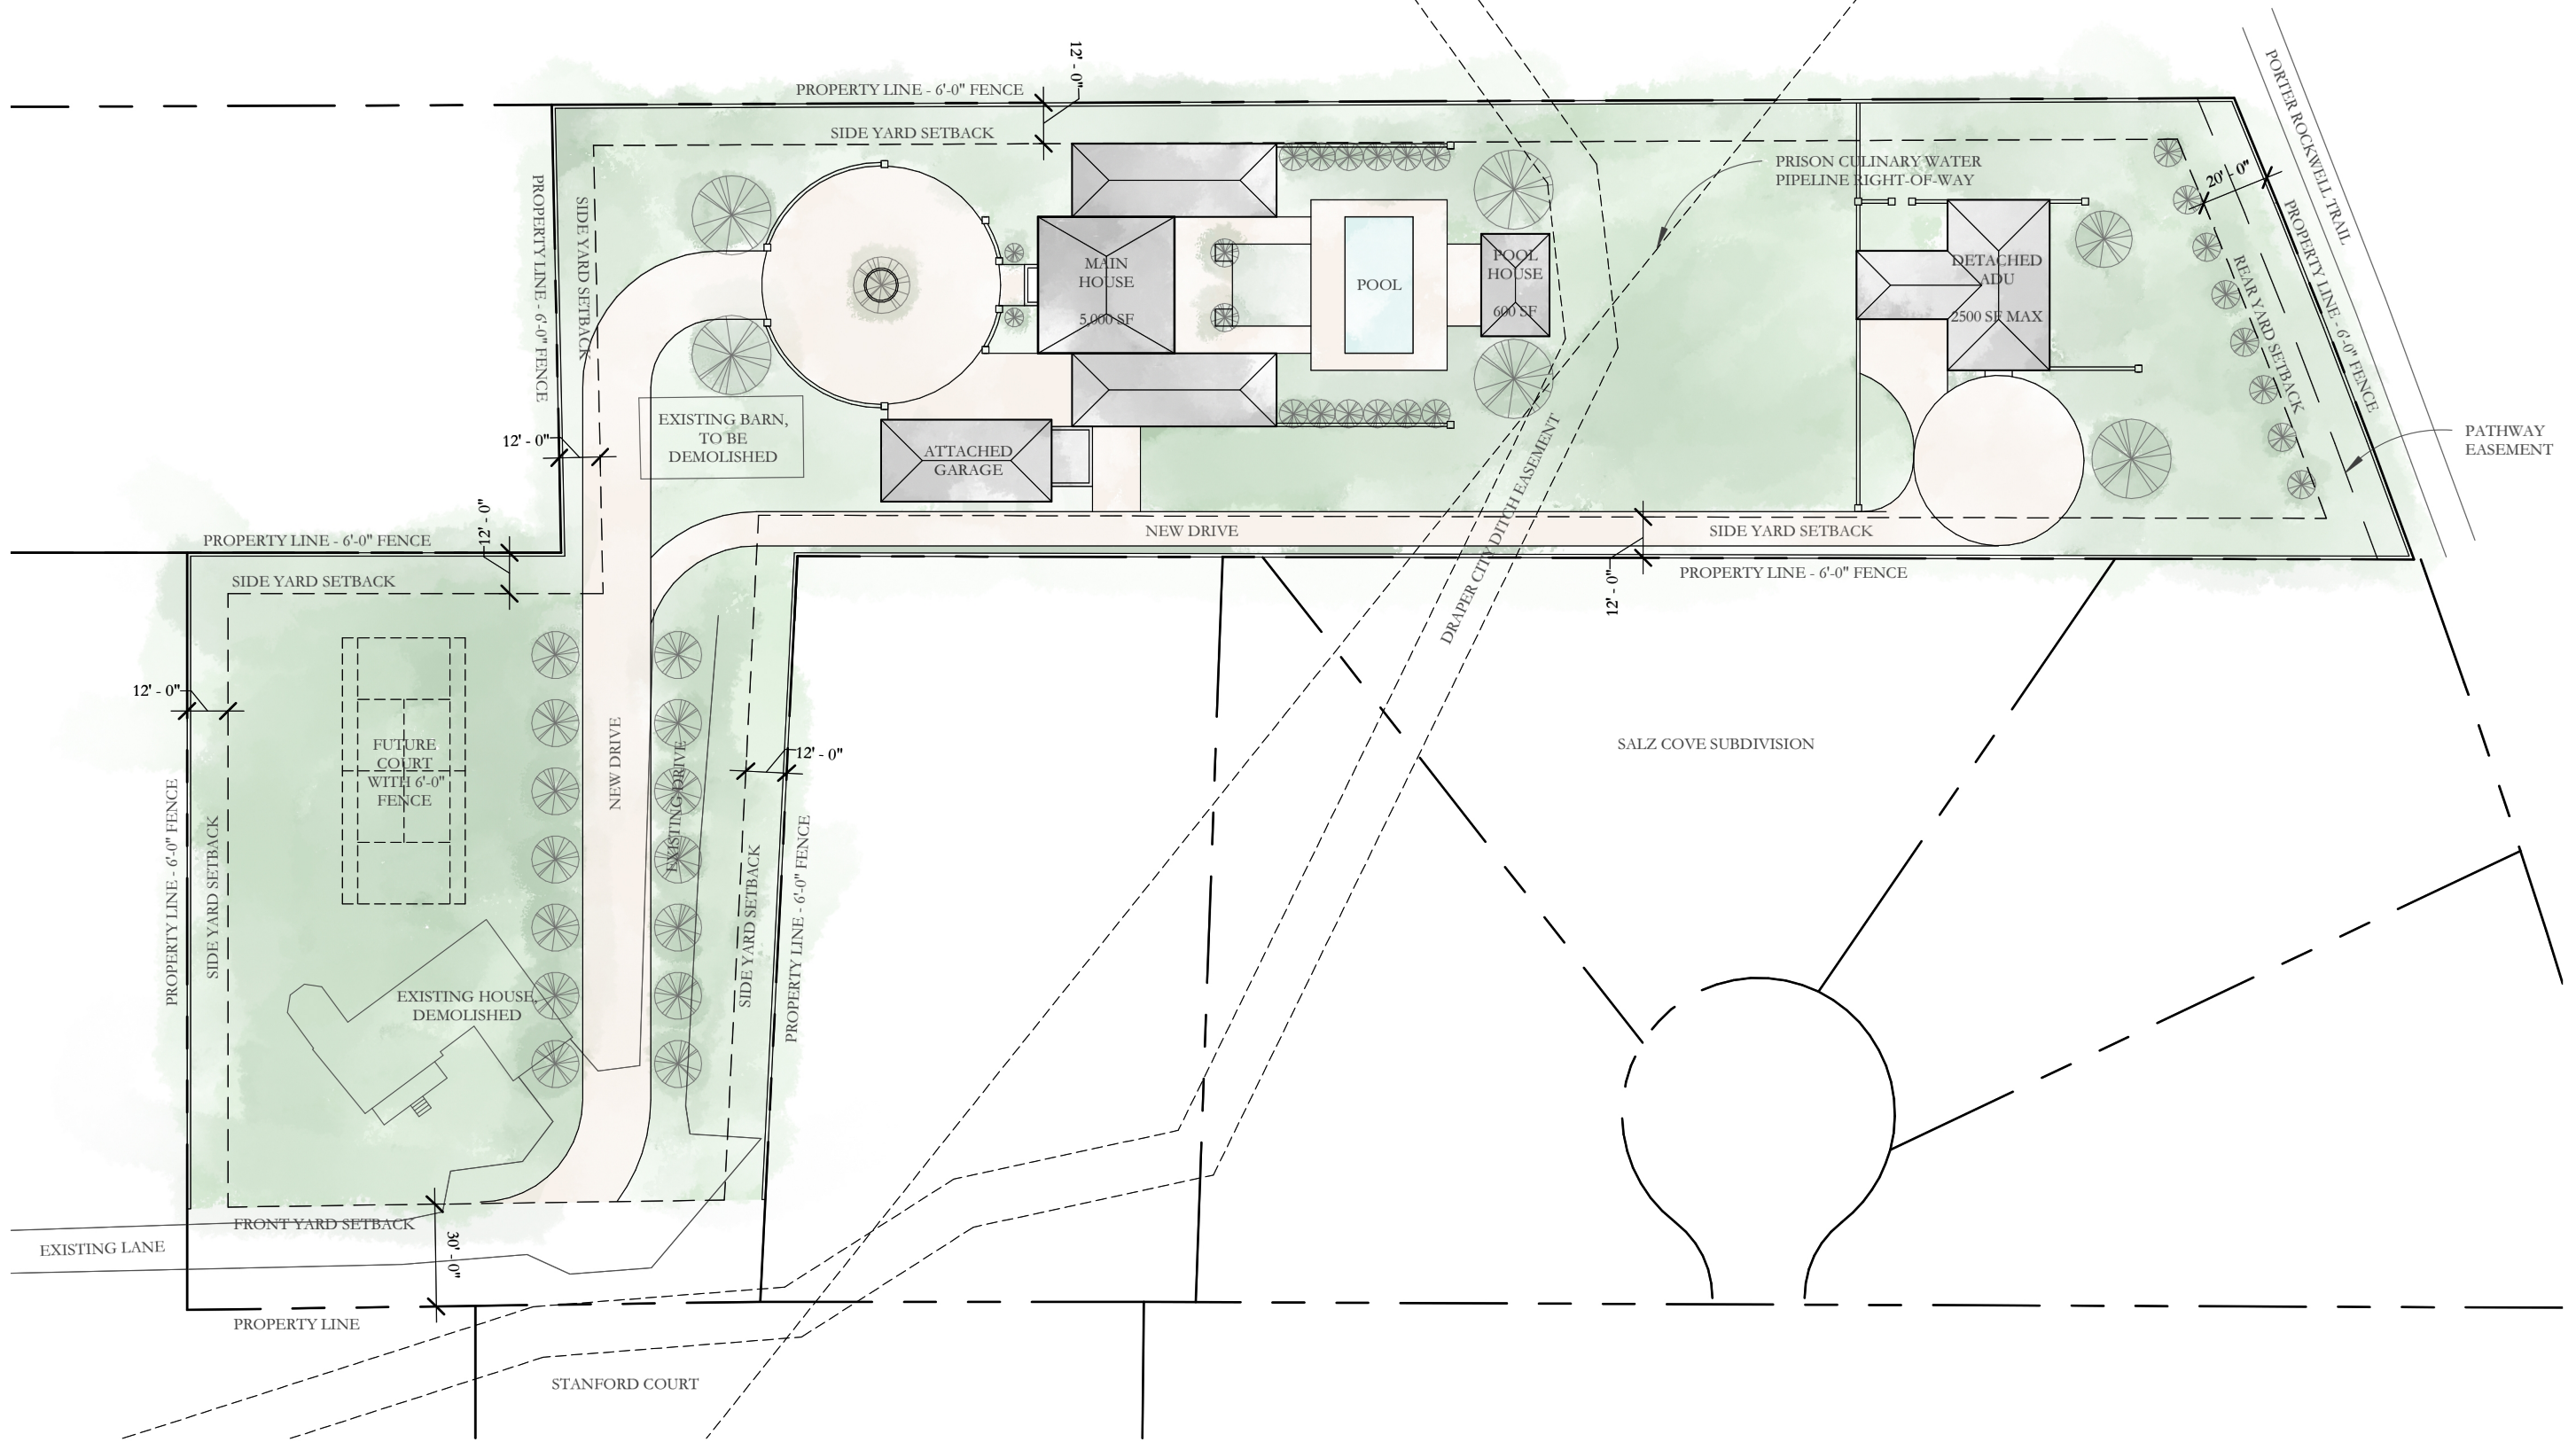 12' - 0"
PROPERTY LINE - 6'-0" FENCE
SIDE YARD SETBACK
PORTER ROCKWELL TRAIL
PRISON CULINARY WATER
PIPELINE RIGHT-OF-WAY
20' - 0"
PROPERTY LINE - 6'-0" FENCE
SIDE YARD SETBACK
PROPERTY LINE - 6'-0" FENCE
REAR YARD SETBACK
MAIN
HOUSE
5,000 SF
POOL
POOL
HOUSE
600 SF
DETACHED
ADU
2500 SF MAX
EXISTING BARN,
TO BE
DEMOLISHED
12' - 0"
ATTACHED
GARAGE
PATHWAY
EASEMENT
DRAPER CITY DITCH EASEMENT
12' - 0"
PROPERTY LINE - 6'-0" FENCE
NEW DRIVE
SIDE YARD SETBACK
SIDE YARD SETBACK
12' - 0"
PROPERTY LINE - 6'-0" FENCE
12' - 0"
FUTURE
COURT
WITH 6'-0"
FENCE
NEW DRIVE
EXISTING DRIVE
12' - 0"
SALZ COVE SUBDIVISION
PROPERTY LINE - 6'-0" FENCE
SIDE YARD SETBACK
SIDE YARD SETBACK
PROPERTY LINE - 6'-0" FENCE
EXISTING HOUSE,
DEMOLISHED
FRONT YARD SETBACK
EXISTING LANE
30' - 0"
PROPERTY LINE
STANFORD COURT